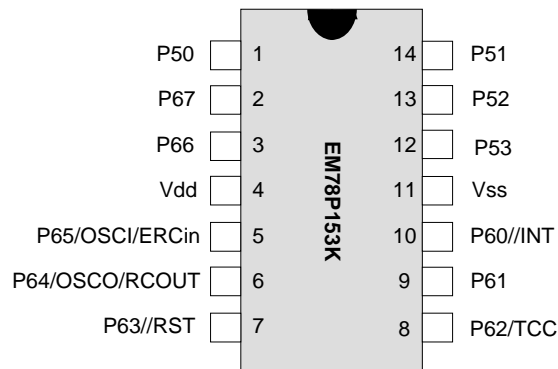 P50 1 14 P51
P67 2 13 P52
P66 3 12 P53
Vdd 4 11 Vss
P65/OSCI/ERCin 5 10 P60//INT
P64/OSCO/RCOUT 6 9 P61
P63//RST 7 8 P62/TCC
EM78P153K